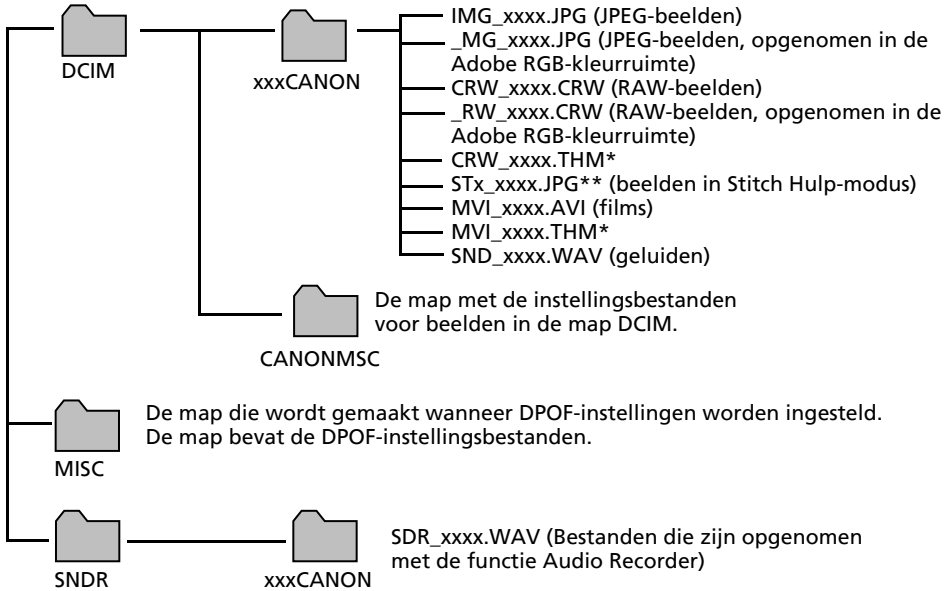 DCIM
xxxCANON
IMG_xxxx.JPG (JPEG-beelden)
_MG_xxxx.JPG (JPEG-beelden, opgenomen in de
Adobe RGB-kleurruimte)
CRW_xxxx.CRW (RAW-beelden)
_RW_xxxx.CRW (RAW-beelden, opgenomen in de
Adobe RGB-kleurruimte)
CRW_xxxx.THM*
STx_xxxx.JPG** (beelden in Stitch Hulp-modus)
MVI_xxxx.AVI (films)
MVI_xxxx.THM*
SND_xxxx.WAV (geluiden)
De map met de instellingsbestanden
voor beelden in de map DCIM.
CANONMSC
De map die wordt gemaakt wanneer DPOF-instellingen worden ingesteld.
De map bevat de DPOF-instellingsbestanden.
MISC
SDR_xxxx.WAV (Bestanden die zijn opgenomen
met de functie Audio Recorder)
SNDR
xxxCANON